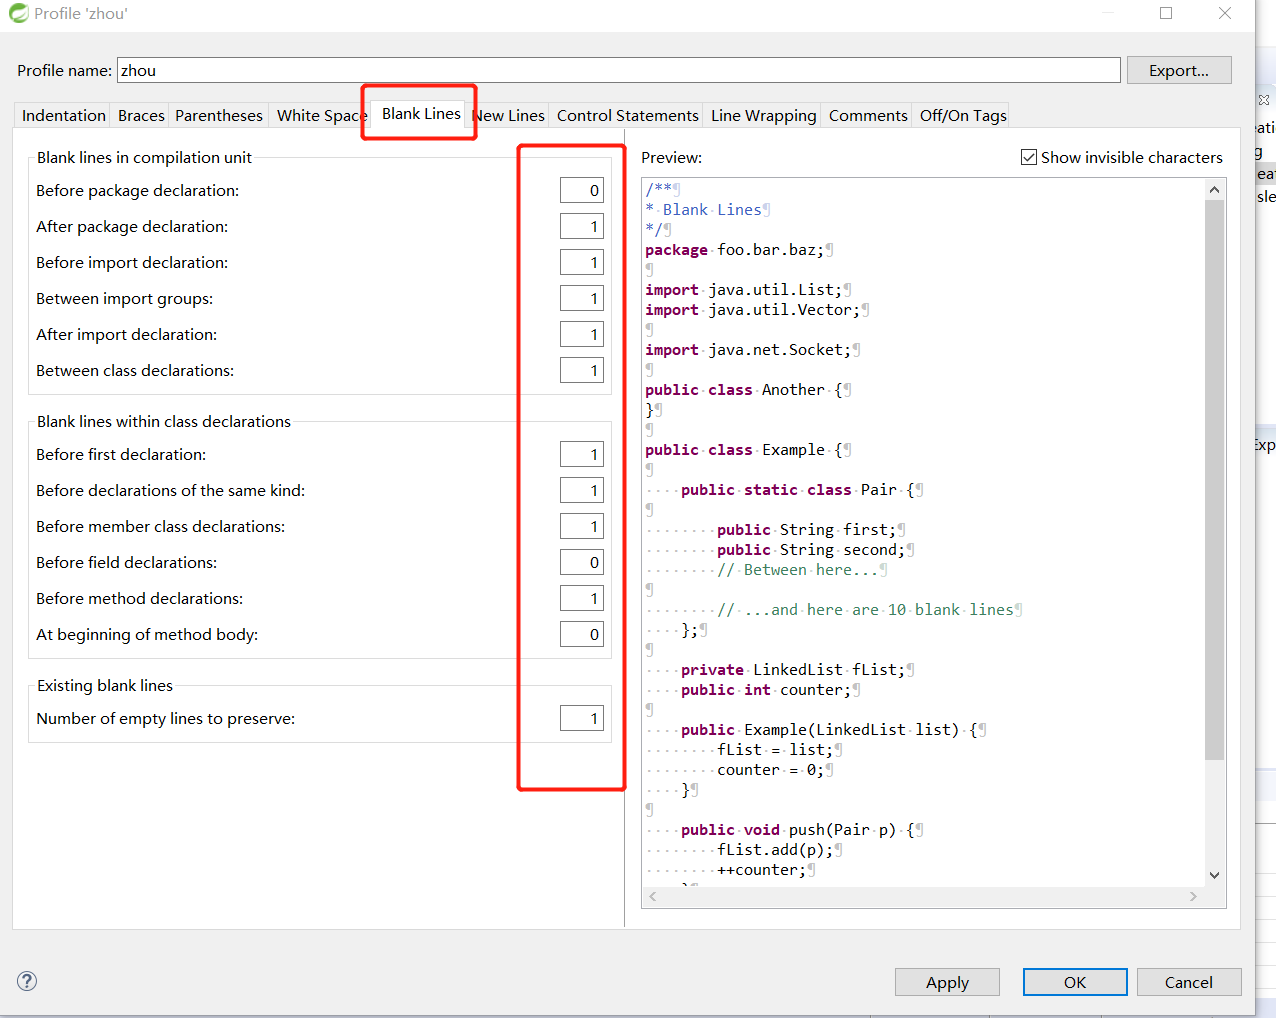 Profile 'zhou'
Profile name: zhou Export...
Indentation Braces Parentheses White Space Blank Lines New Lines Control Statements Line Wrapping Comments Off/On Tags
Blank lines in compilation unit
Before package declaration: 0
After package declaration: 1
Before import declaration: 1
Between import groups: 1
After import declaration: 1
Between class declarations: 1
Blank lines within class declarations
Before first declaration: 1
Before declarations of the same kind: 1
Before member class declarations: 1
Before field declarations: 0
Before method declarations: 1
At beginning of method body: 0
Existing blank lines
Number of empty lines to preserve: 1
Preview: Show invisible characters
/**¶
* Blank Lines¶
*/¶
package·foo.bar.baz;¶
¶
import·java.util.List;¶
import·java.util.Vector;¶
¶
import·java.net.Socket;¶
¶
public·class·Another·{¶
}¶
¶
public·class·Example·{¶
¶
····public·static·class·Pair·{¶
¶
········public·String·first;¶
········public·String·second;¶
········//·Between·here...¶
¶
········//·...and·here·are·10·blank·lines¶
····};¶
¶
····private·LinkedList·fList;¶
····public·int·counter;¶
¶
····public·Example(LinkedList·list)·{¶
········fList·=·list;¶
········counter·=·0;¶
····}¶
¶
····public·void·push(Pair·p)·{¶
········fList.add(p);¶
········++counter;¶
Apply OK Cancel